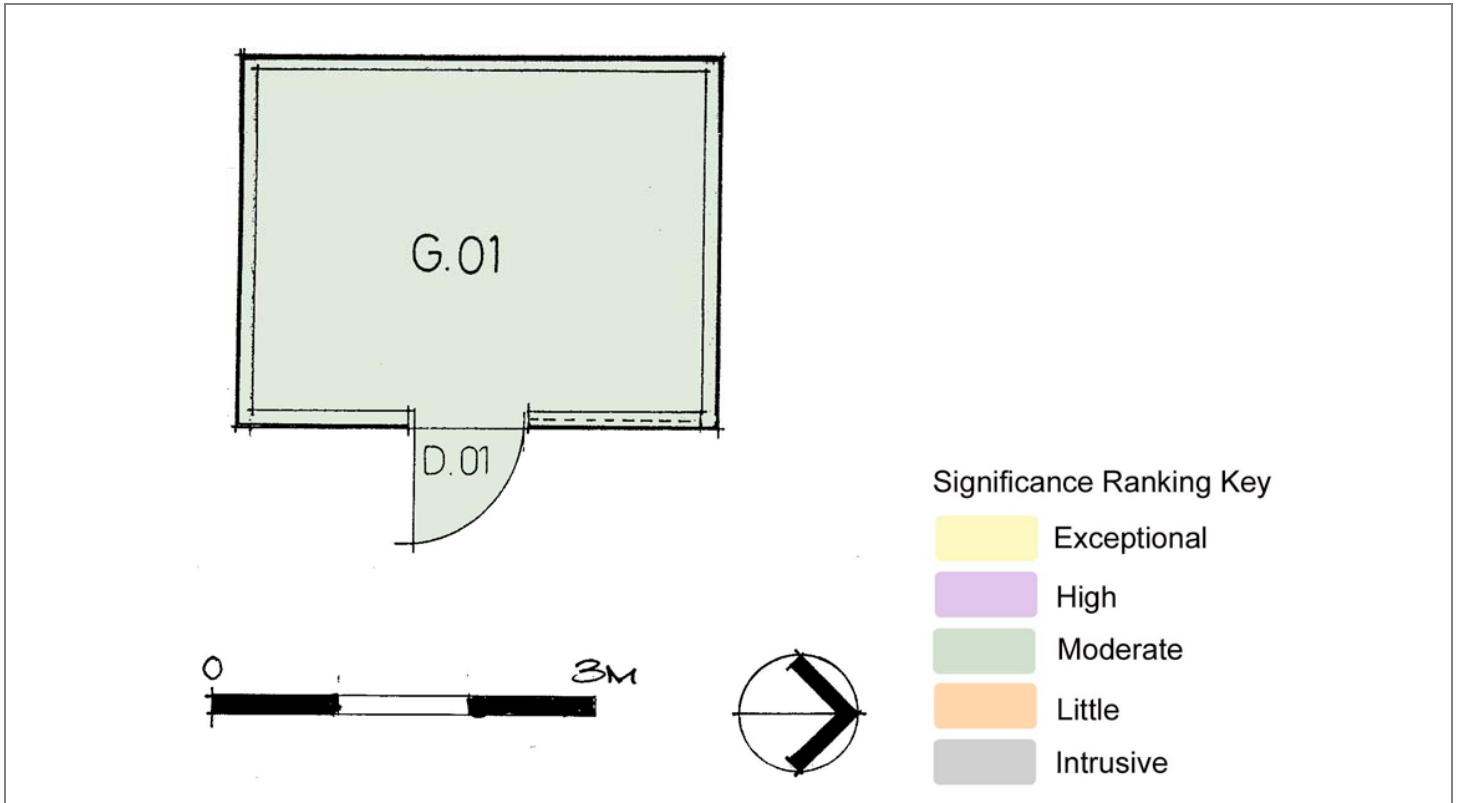 G.01
D.01
0 3M
Significance Ranking Key
Exceptional
High
Moderate
Little
Intrusive